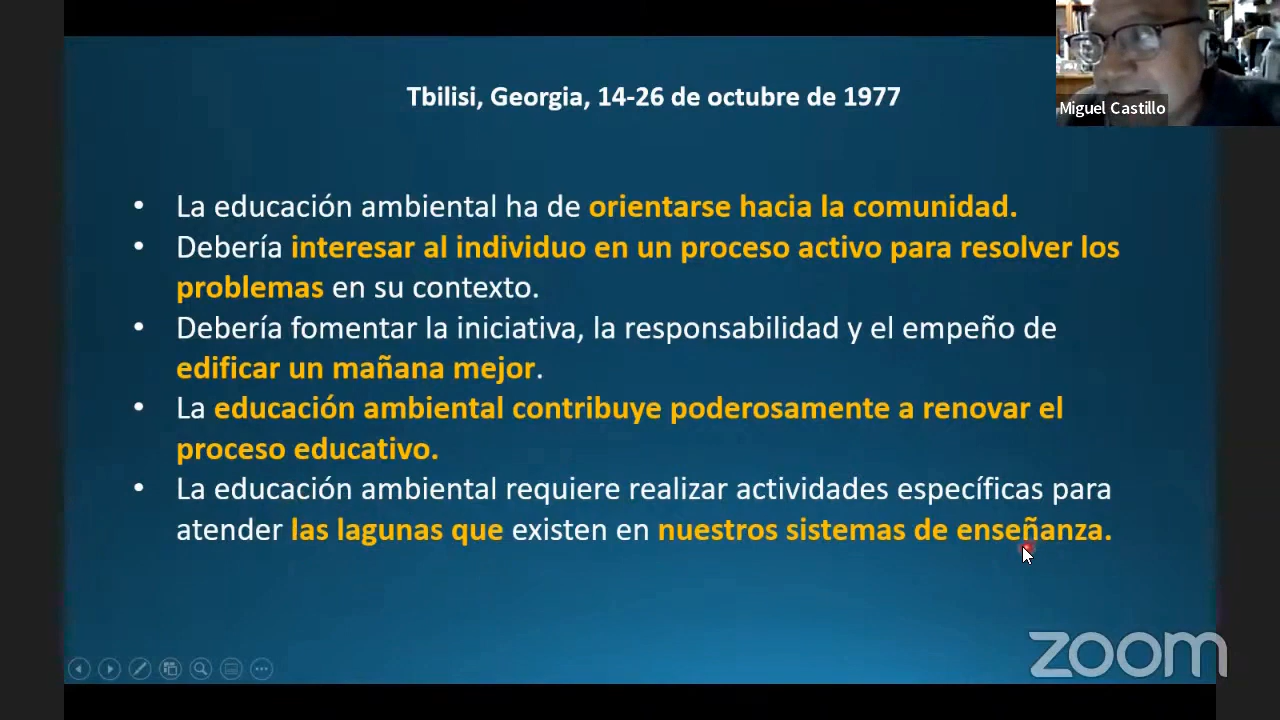 Tbilisi, Georgia, 14-26 de octubre de 1977
Miguel Castillo
• La educación ambiental ha de orientarse hacia la comunidad.
• Debería interesar al individuo en un proceso activo para resolver los
problemas en su contexto.
• Debería fomentar la iniciativa, la responsabilidad y el empeño de
edificar un mañana mejor.
• La educación ambiental contribuye poderosamente a renovar el
proceso educativo.
• La educación ambiental requiere realizar actividades específicas para
atender las lagunas que existen en nuestros sistemas de enseñanza.
zoom